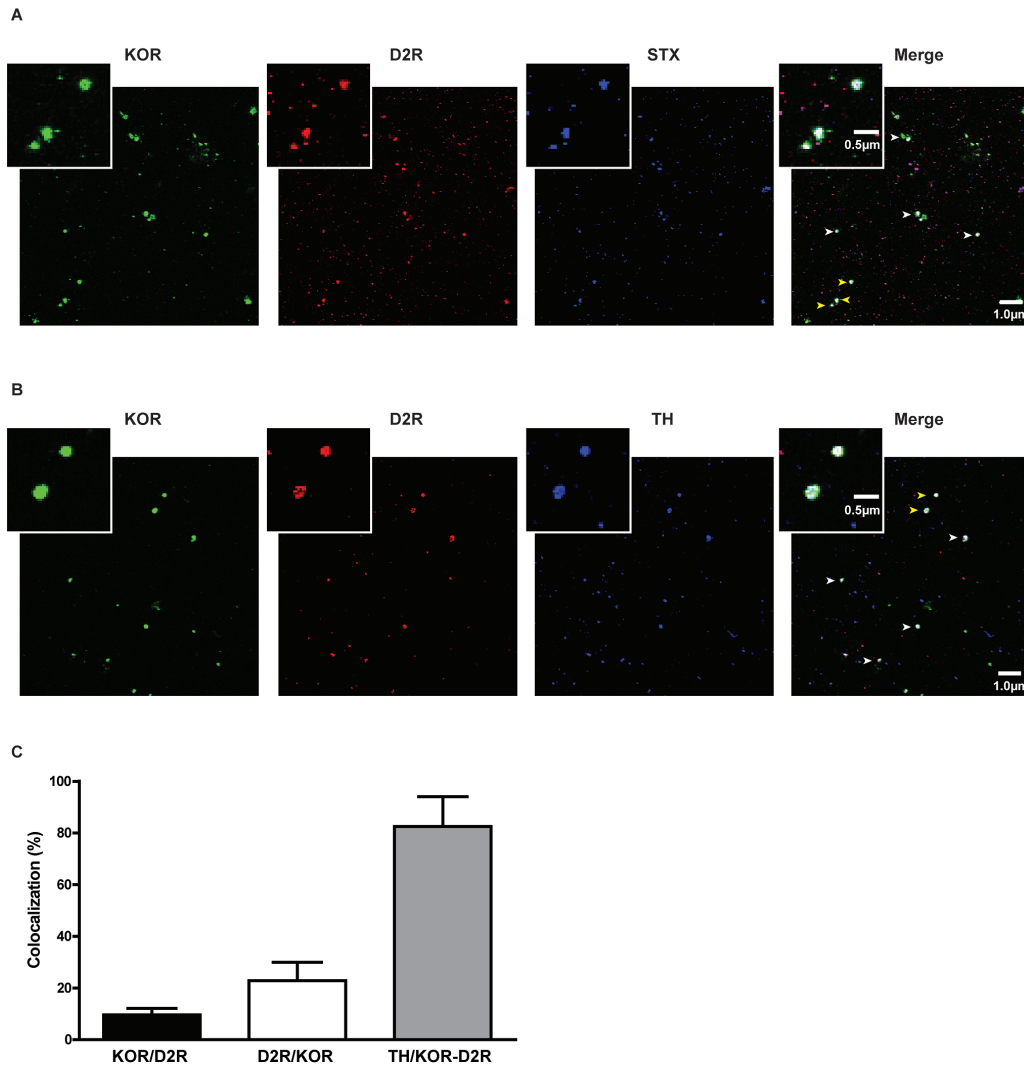 A
KOR D2R STX Merge
0.5µm
1.0µm
B
KOR D2R TH Merge
0.5µm
1.0µm
C
Colocalization (%)
100
80
60
40
20
0
KOR/D2R D2R/KOR TH/KOR-D2R